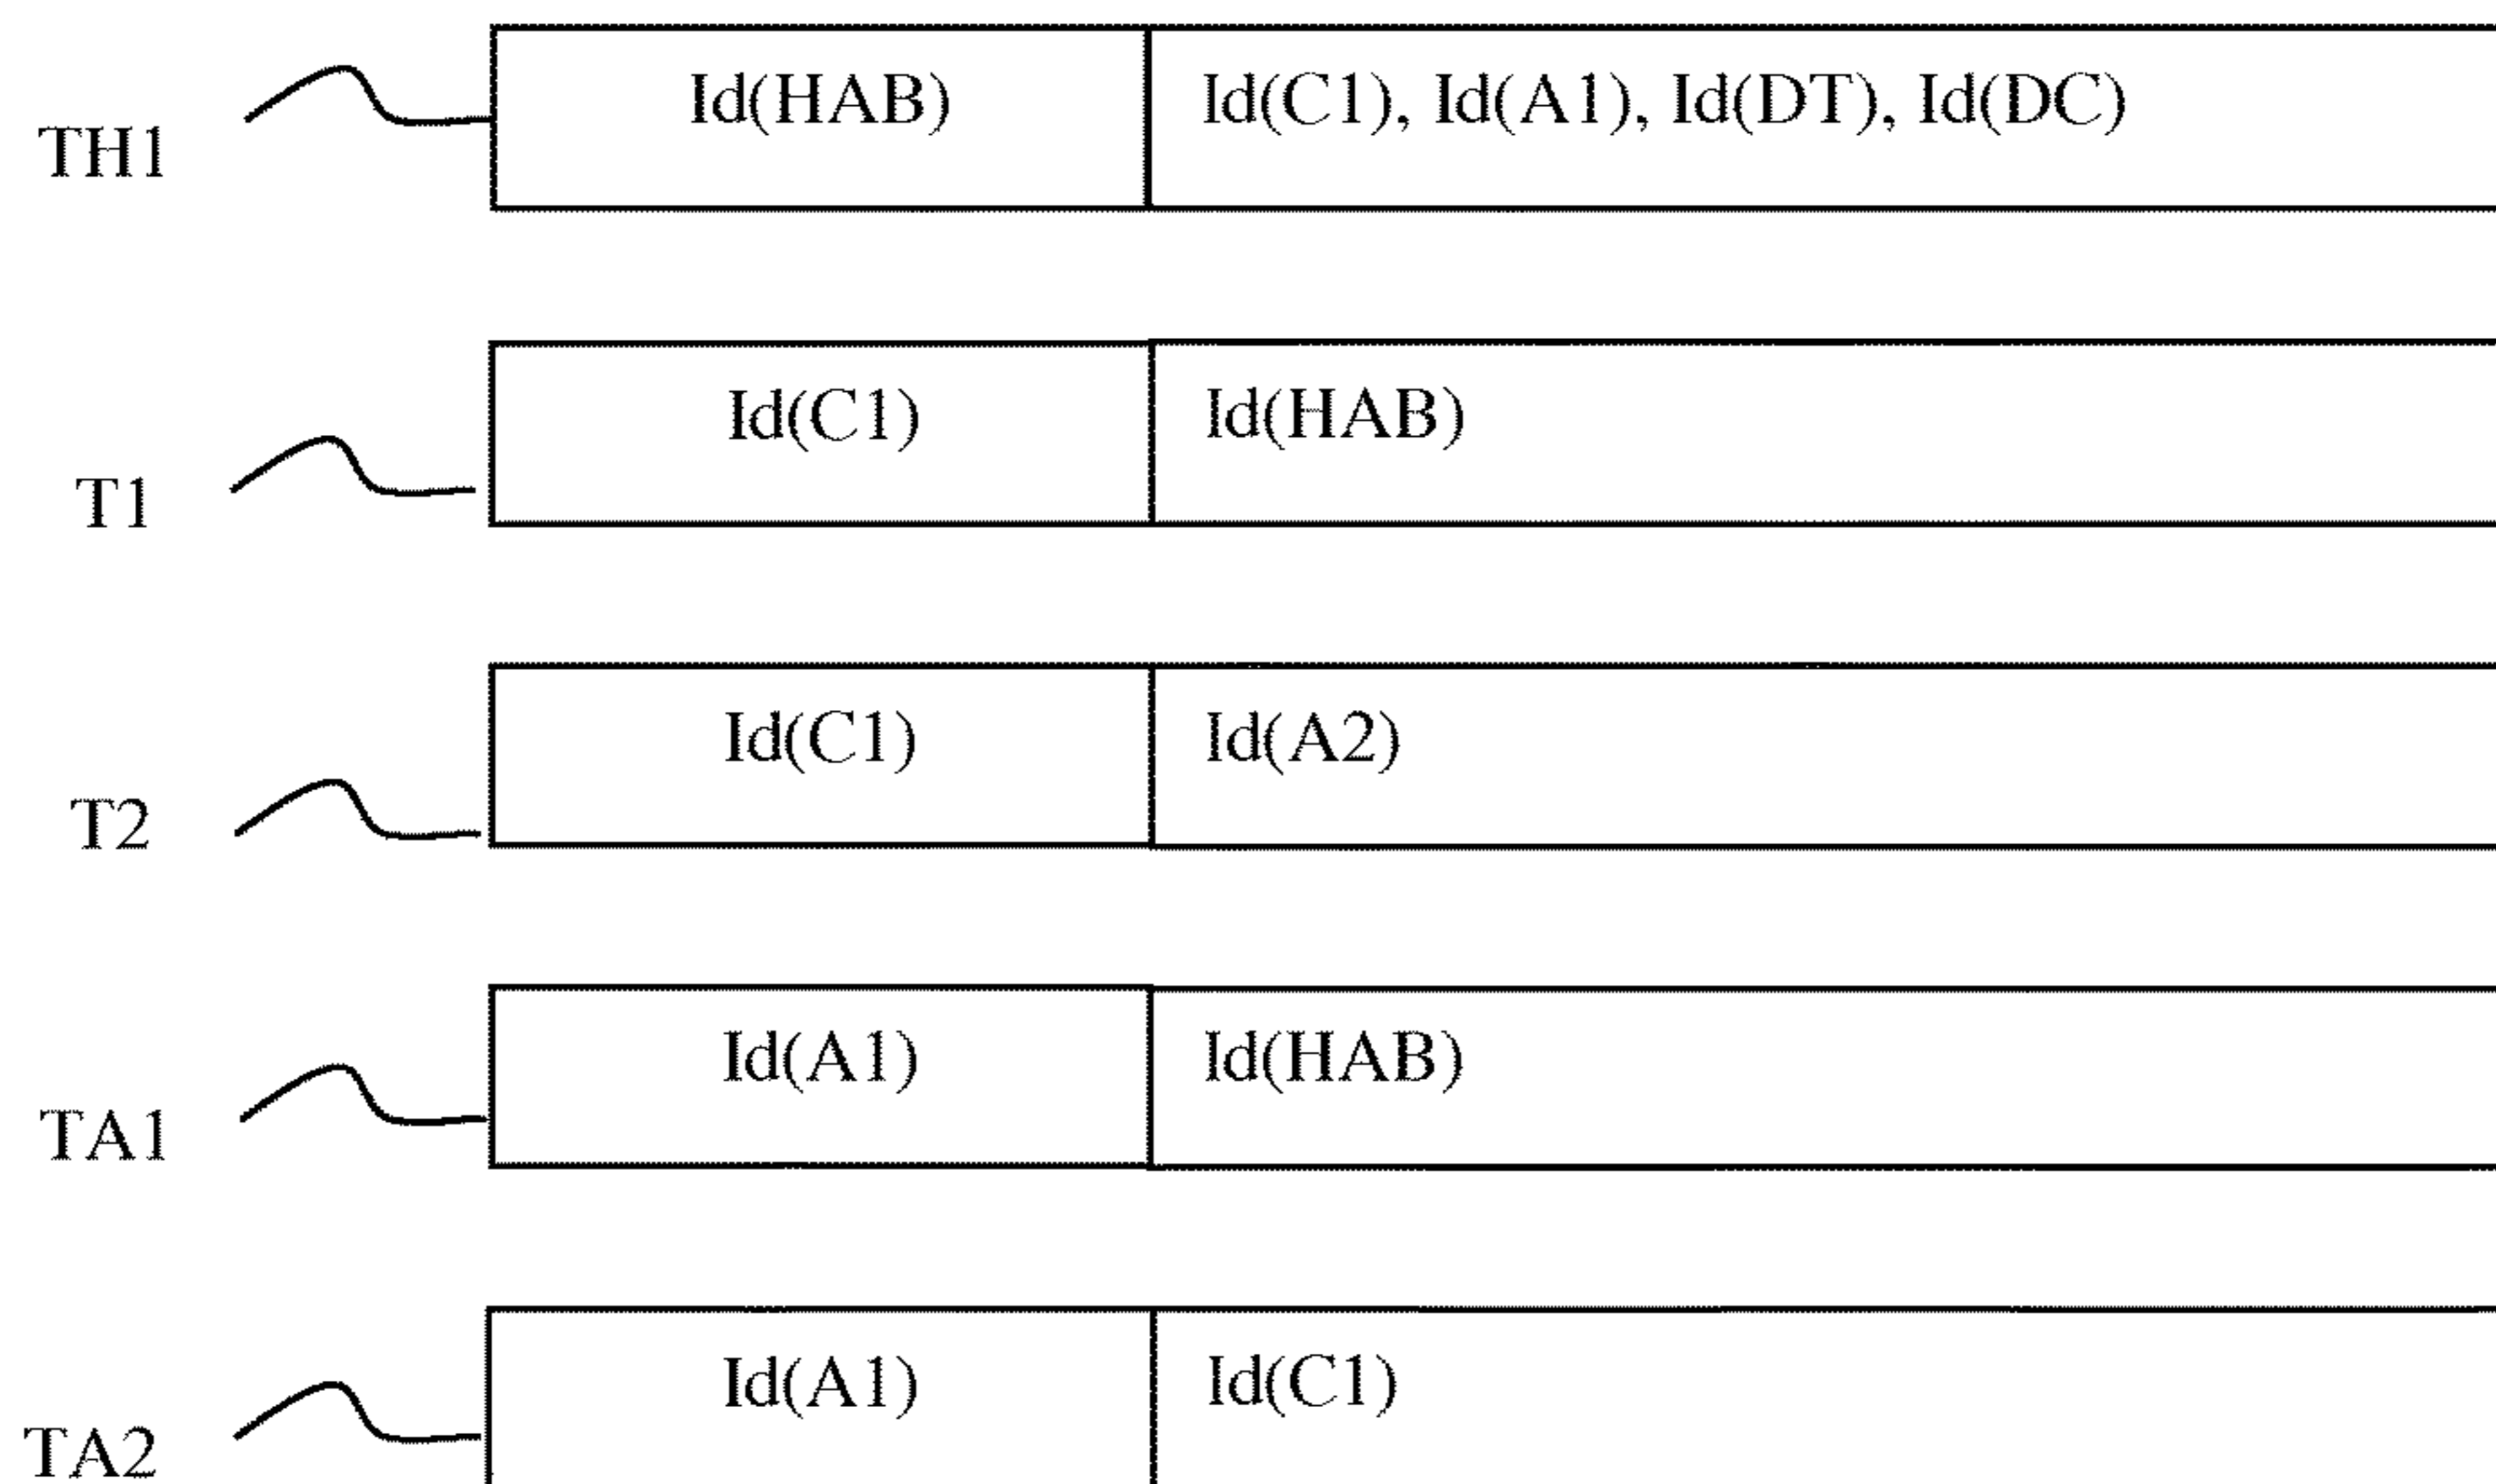 TH1 Id(HAB) Id(C1), Id(A1), Id(DT), Id(DC)
T1 Id(C1) Id(HAB)
T2 Id(C1) Id(A2)
TA1 Id(A1) Id(HAB)
TA2 Id(A1) Id(C1)